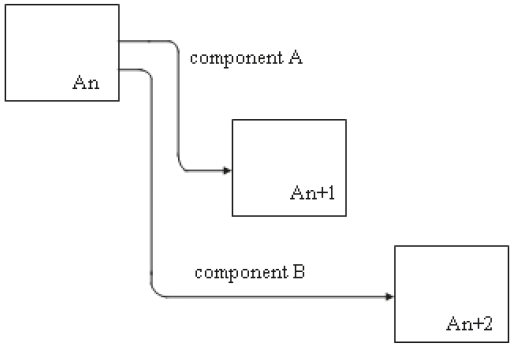 An
component A
An+1
component B
An+2